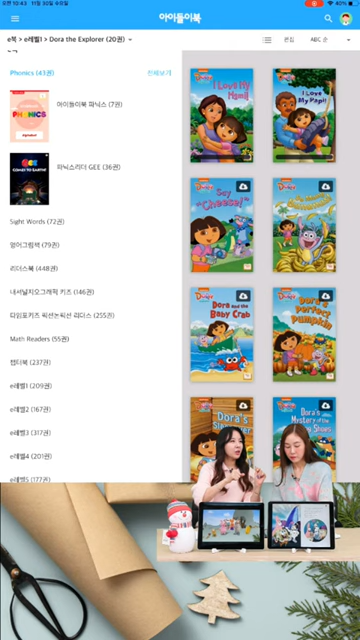 오전 10:43 11월 30일 수요일
40%
아이들이북
e북 > e레벨1 > Dora the Explorer (20권)
편집
ABC 순
Phonics (43권)
전체보기
PHONICS
Alphabet
아이들이북 파닉스 (7권)
GEE
COMES TO EARTH!
파닉스리더 GEE (36권)
Sight Words (72권)
영어그림책 (79권)
리더스북 (448권)
내셔널지오그래픽 키즈 (146권)
타임포키즈 픽션논픽션 리더스 (255권)
Math Readers (55권)
챕터북 (237권)
e레벨1 (209권)
e레벨2 (167권)
e레벨3 (317권)
e레벨4 (201권)
e레벨5 (177권)
I Love My
Mami!
I Love
My Papi!
Say
"Cheese!"
Dora and the
Baby Crab
Dora's
perfect
pumpkin
Dora's
Dora's
Mystery of the
Shoes